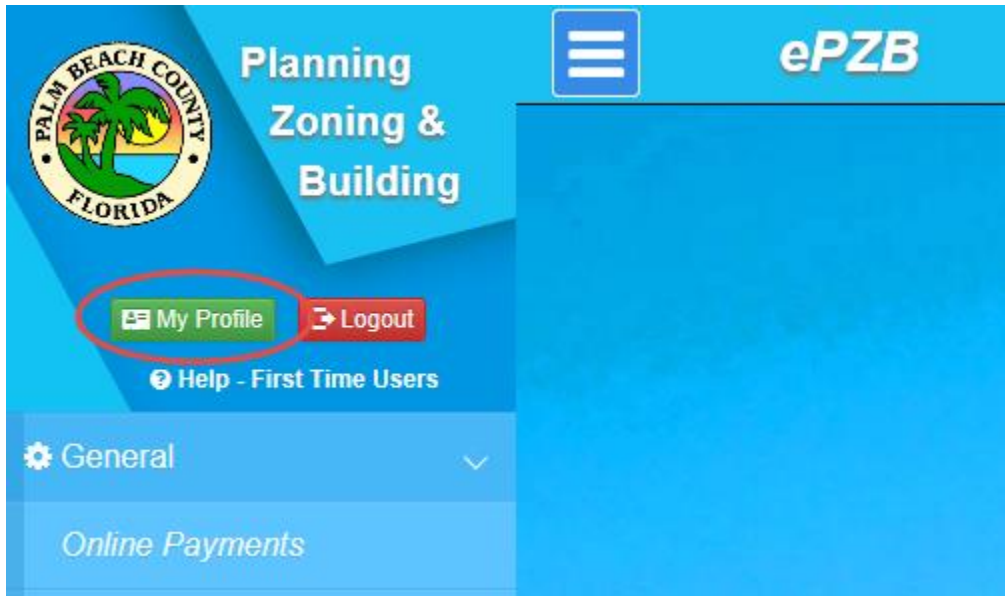 PALM BEACH COUNTY
FLORIDA
Planning
Zoning &
Building
My Profile
Logout
Help - First Time Users
General
Online Payments
ePZB